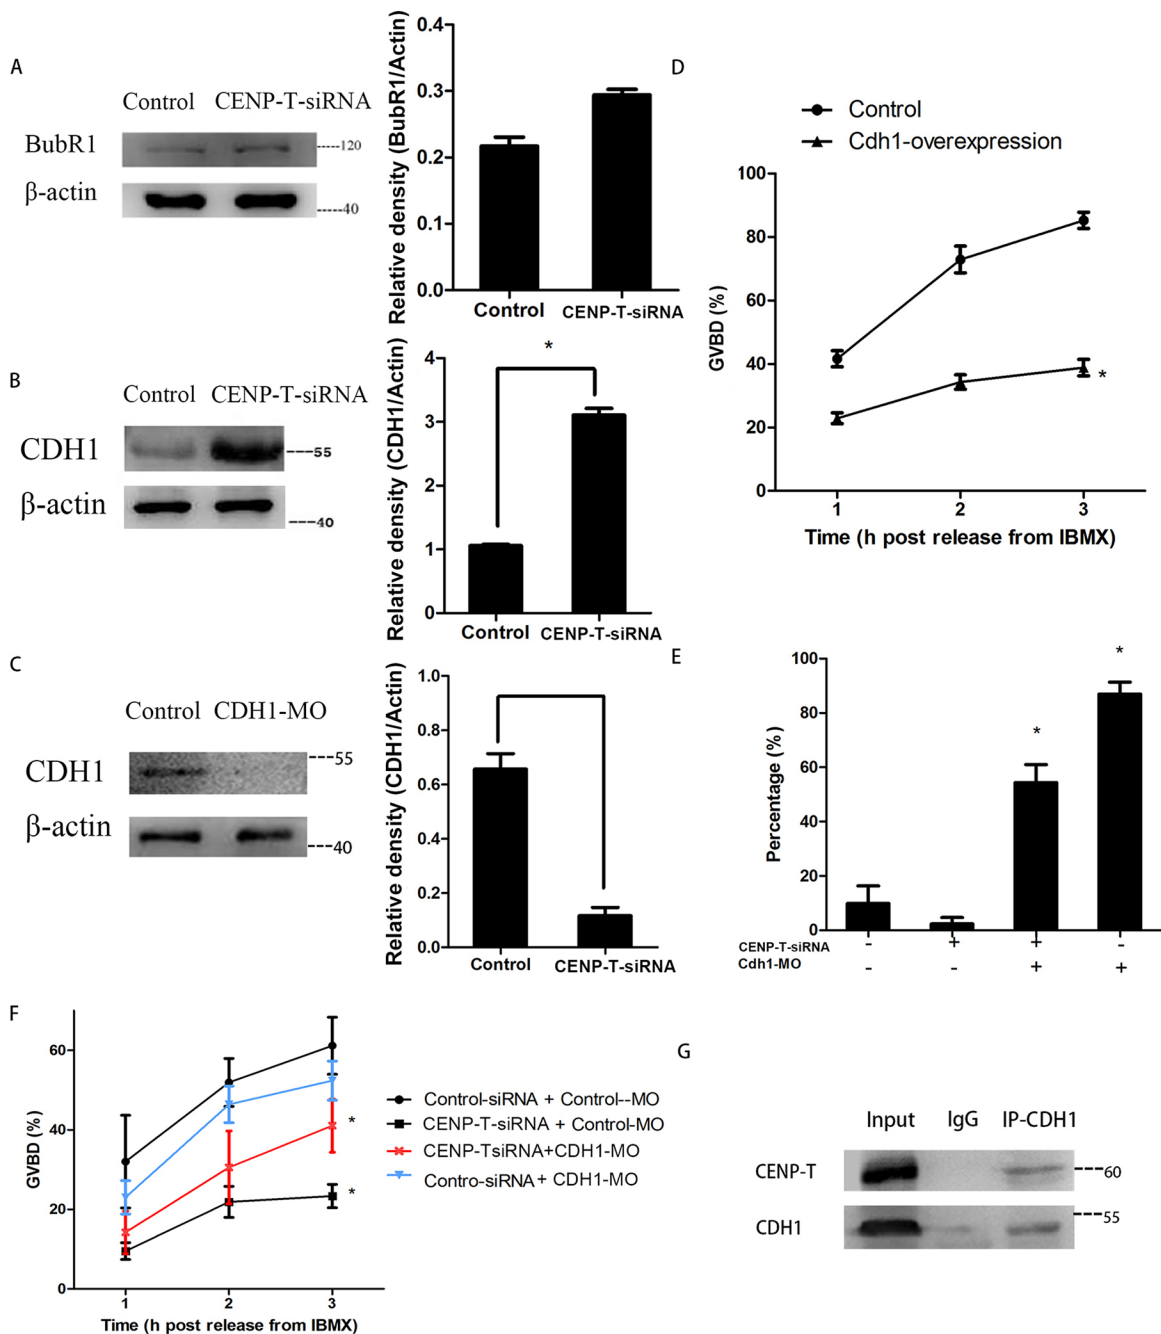 A
Control CENP-T-siRNA
BubR1
----120
β-actin
----40
Relative density (BubR1/Actin)
0.4
0.3
0.2
0.1
0.0
Control CENP-T-siRNA
B
Control CENP-T-siRNA
CDH1
---55
β-actin
---40
Relative density (CDH1/Actin)
*
4
3
2
1
0
Control CENP-T-siRNA
C
Control CDH1-MO
CDH1
---55
β-actin
---40
Relative density (CDH1/Actin)
1.0
0.8
0.6
0.4
0.2
0.0
Control CENP-T-siRNA
D
Control
Cdh1-overexpression
GVBD (%)
100
80
60
40
20
0
*
1 2 3
Time (h post release from IBMX)
E
Percentage (%)
100
80
60
40
20
0
* *
CENP-T-siRNA - + + -
Cdh1-MO - - + +
F
GVBD (%)
60
40
20
0
*
*
1 2 3
Time (h post release from IBMX)
Control-siRNA + Control--MO
CENP-T-siRNA + Control-MO
CENP-TsiRNA+CDH1-MO
Contro-siRNA + CDH1-MO
G
Input IgG IP-CDH1
CENP-T
----60
CDH1
----55